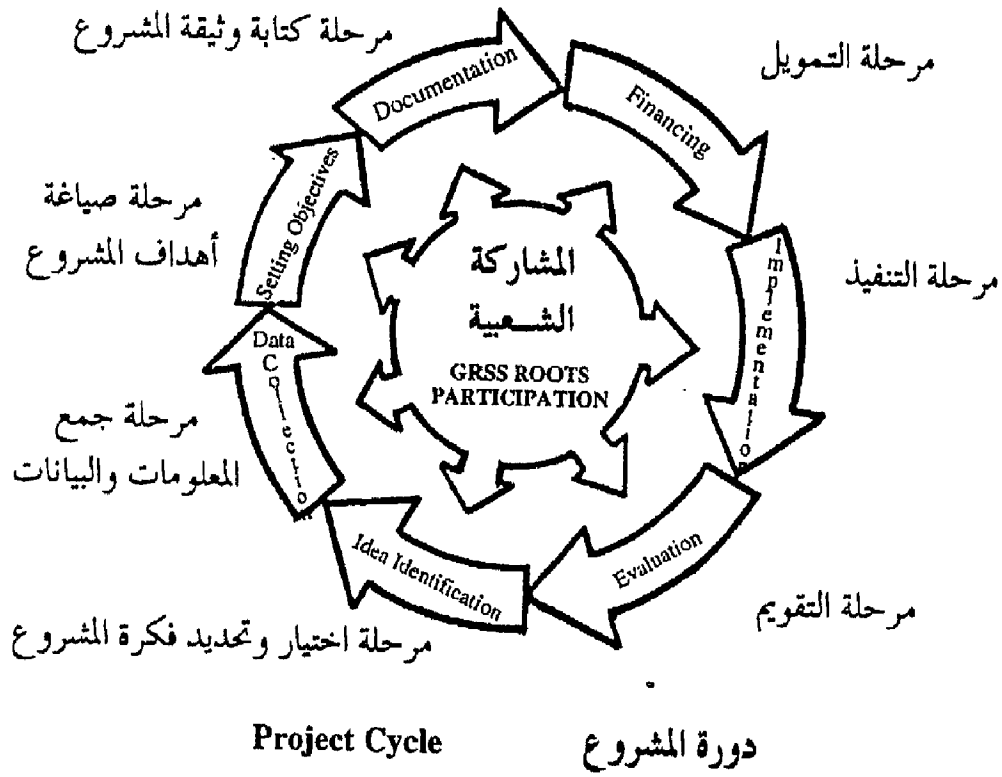 مرحلة كتابة وثيقة المشروع
Documentation
مرحلة التمويل
Financing
مرحلة صياغة
أهداف المشروع
Setting Objectives
مرحلة التنفيذ
Implementation
المشاركة
الشعبية
GRSS ROOTS
PARTICIPATION
Data
Collection
مرحلة جمع
المعلومات والبيانات
Evaluation
مرحلة التقويم
Idea Identification
مرحلة اختيار وتحديد فكرة المشروع
Project Cycle
دورة المشروع